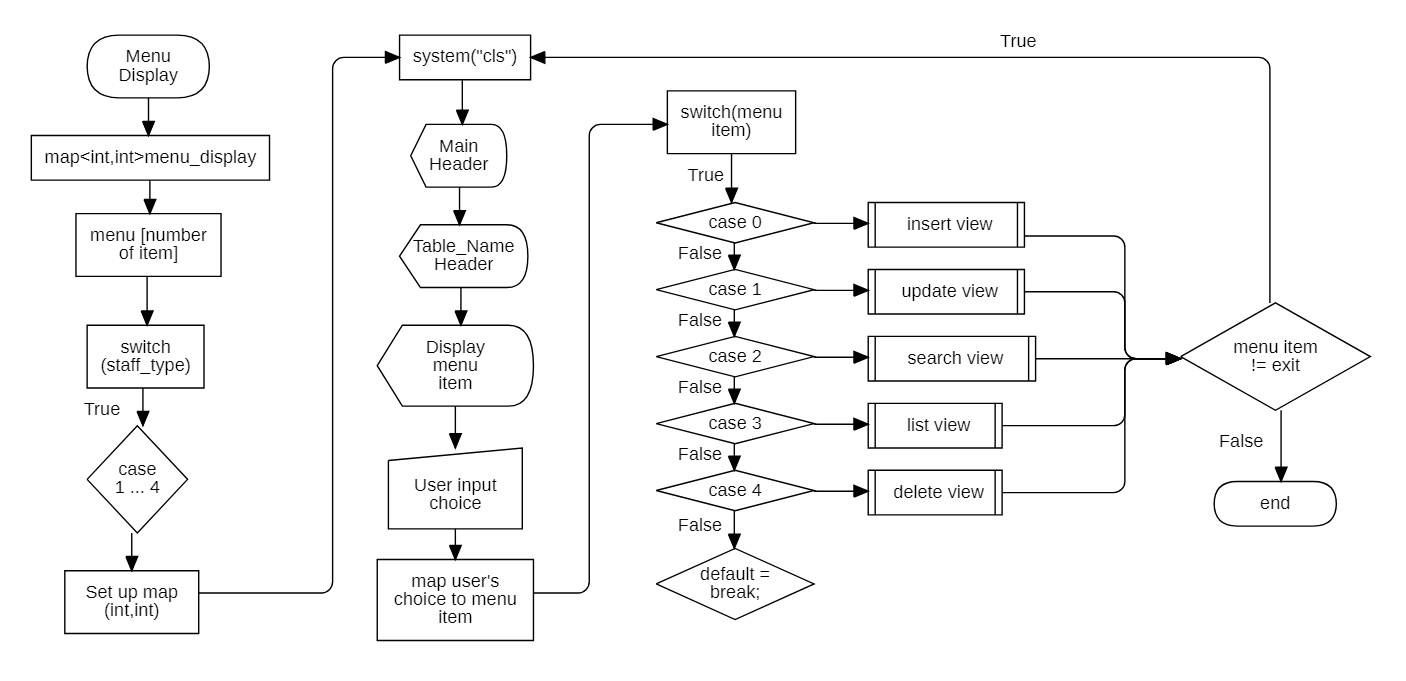 Menu
Display
map<int,int>menu_display
menu [number
of item]
switch
(staff_type)
True
case
1 ... 4
Set up map
(int,int)
system("cls")
Main
Header
Table_Name
Header
Display
menu
item
User input
choice
map user's
choice to menu
item
switch(menu
item)
True
case 0
insert view
False
case 1
update view
False
case 2
search view
False
case 3
list view
False
case 4
delete view
False
default =
break;
True
menu item
!= exit
False
end